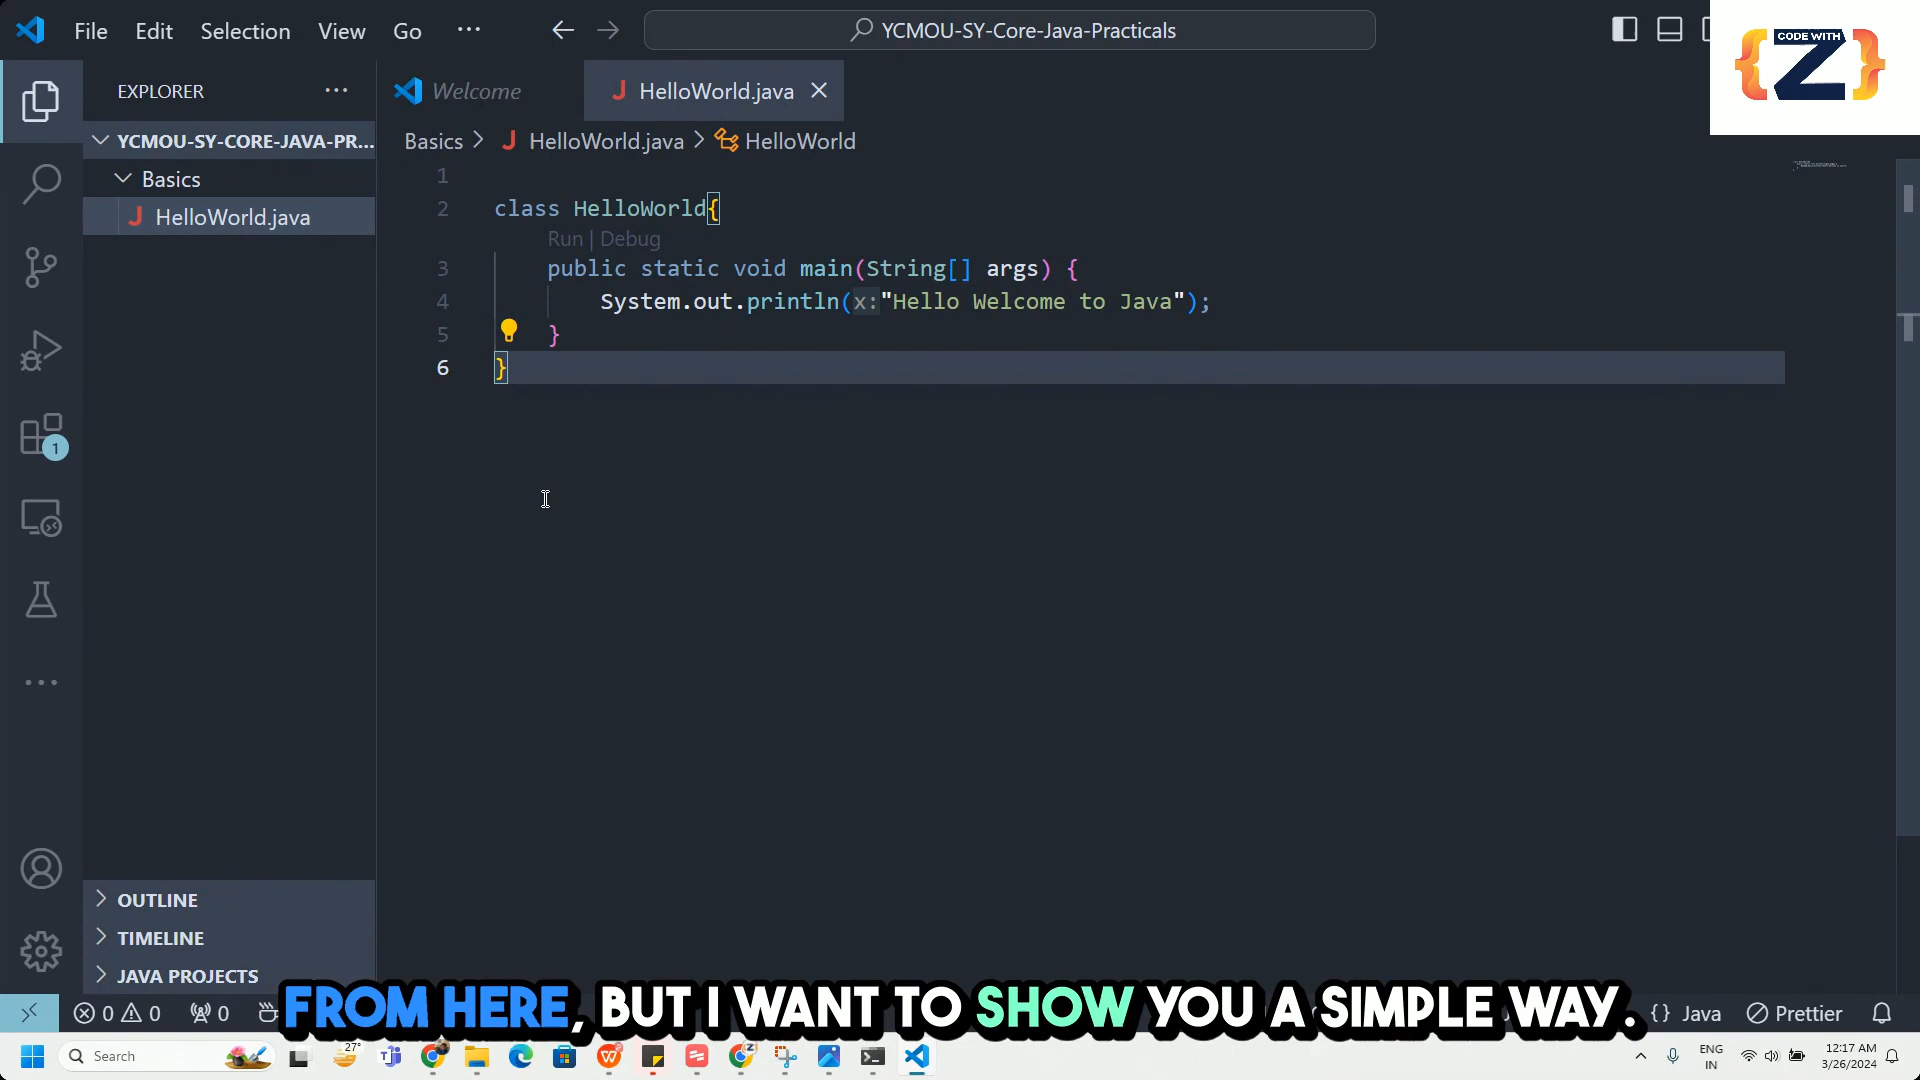 File Edit Selection View Go ··· YCMOU-SY-Core-Java-Practicals
CODE WITH
Z
EXPLORER ···
Welcome HelloWorld.java
YCMOU-SY-CORE-JAVA-PR...
Basics > HelloWorld.java > HelloWorld
Basics
HelloWorld.java
1
2 class HelloWorld{
Run | Debug
3 public static void main(String[] args) {
4 System.out.println(x:"Hello Welcome to Java");
5 }
6 }
1
OUTLINE
TIMELINE
JAVA PROJECTS
FROM HERE, BUT I WANT TO SHOW YOU A SIMPLE WAY.
0 0 0 {} Java Prettier
Search 27° ENG IN 12:17 AM
3/26/2024